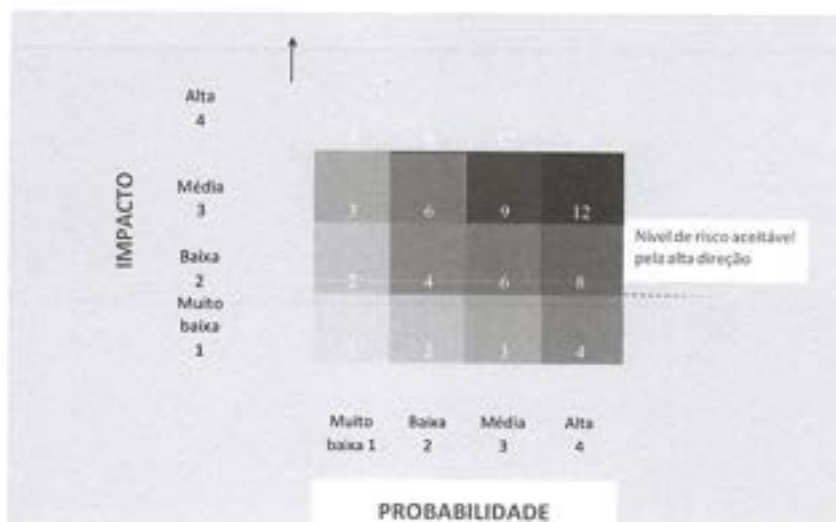 Alta
4
IMPACTO
Média
3
3 6 9 12
Nível de risco aceitável
pela alta direção
Baixa
2
2 4 6 8
Muito
baixa
1
1 2 3 4
Muito
baixa 1
Baixa
2
Média
3
Alta
4
PROBABILIDADE